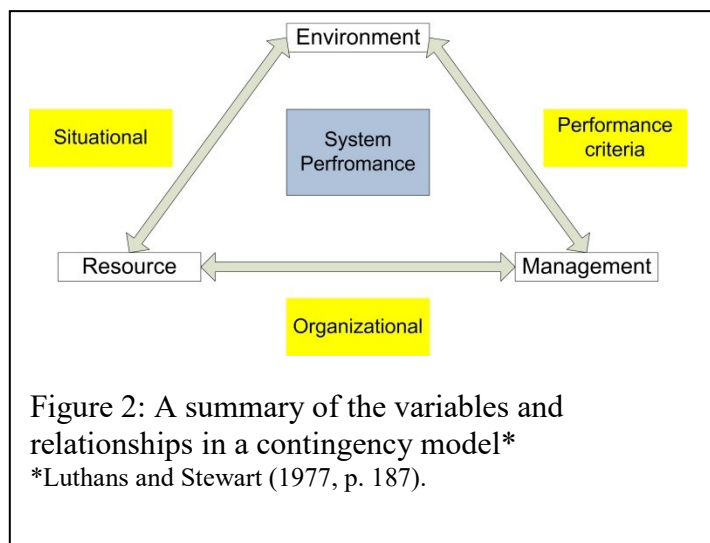 Environment
Situational
System
Perfromance
Performance
criteria
Resource
Management
Organizational
Figure 2: A summary of the variables and
relationships in a contingency model*
*Luthans and Stewart (1977, p. 187).